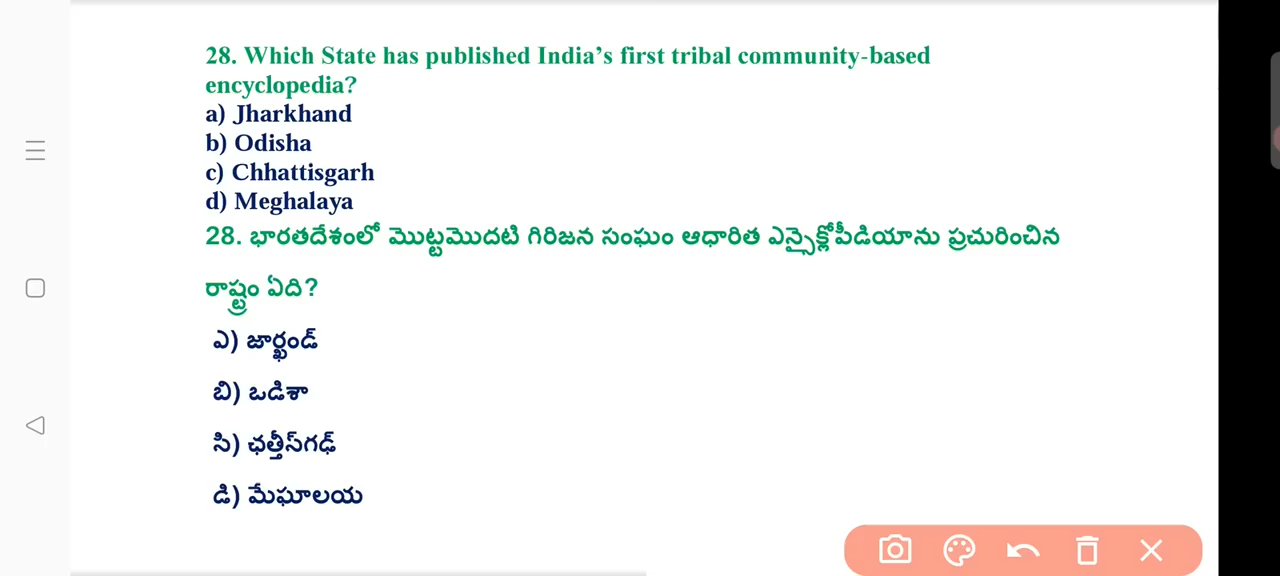 28. Which State has published India’s first tribal community-based
encyclopedia?
a) Jharkhand
b) Odisha
c) Chhattisgarh
d) Meghalaya
28. భారతదేశంలో మొట్టమొదటి గిరిజన సంఘం ఆధారిత ఎన్సైక్లోపీడియాను ప్రచురించిన
రాష్ట్రం ఏది?
ఎ) జార్ఖండ్
బి) ఒడిశా
సి) ఛత్తీస్‌గఢ్
డి) మేఘాలయ